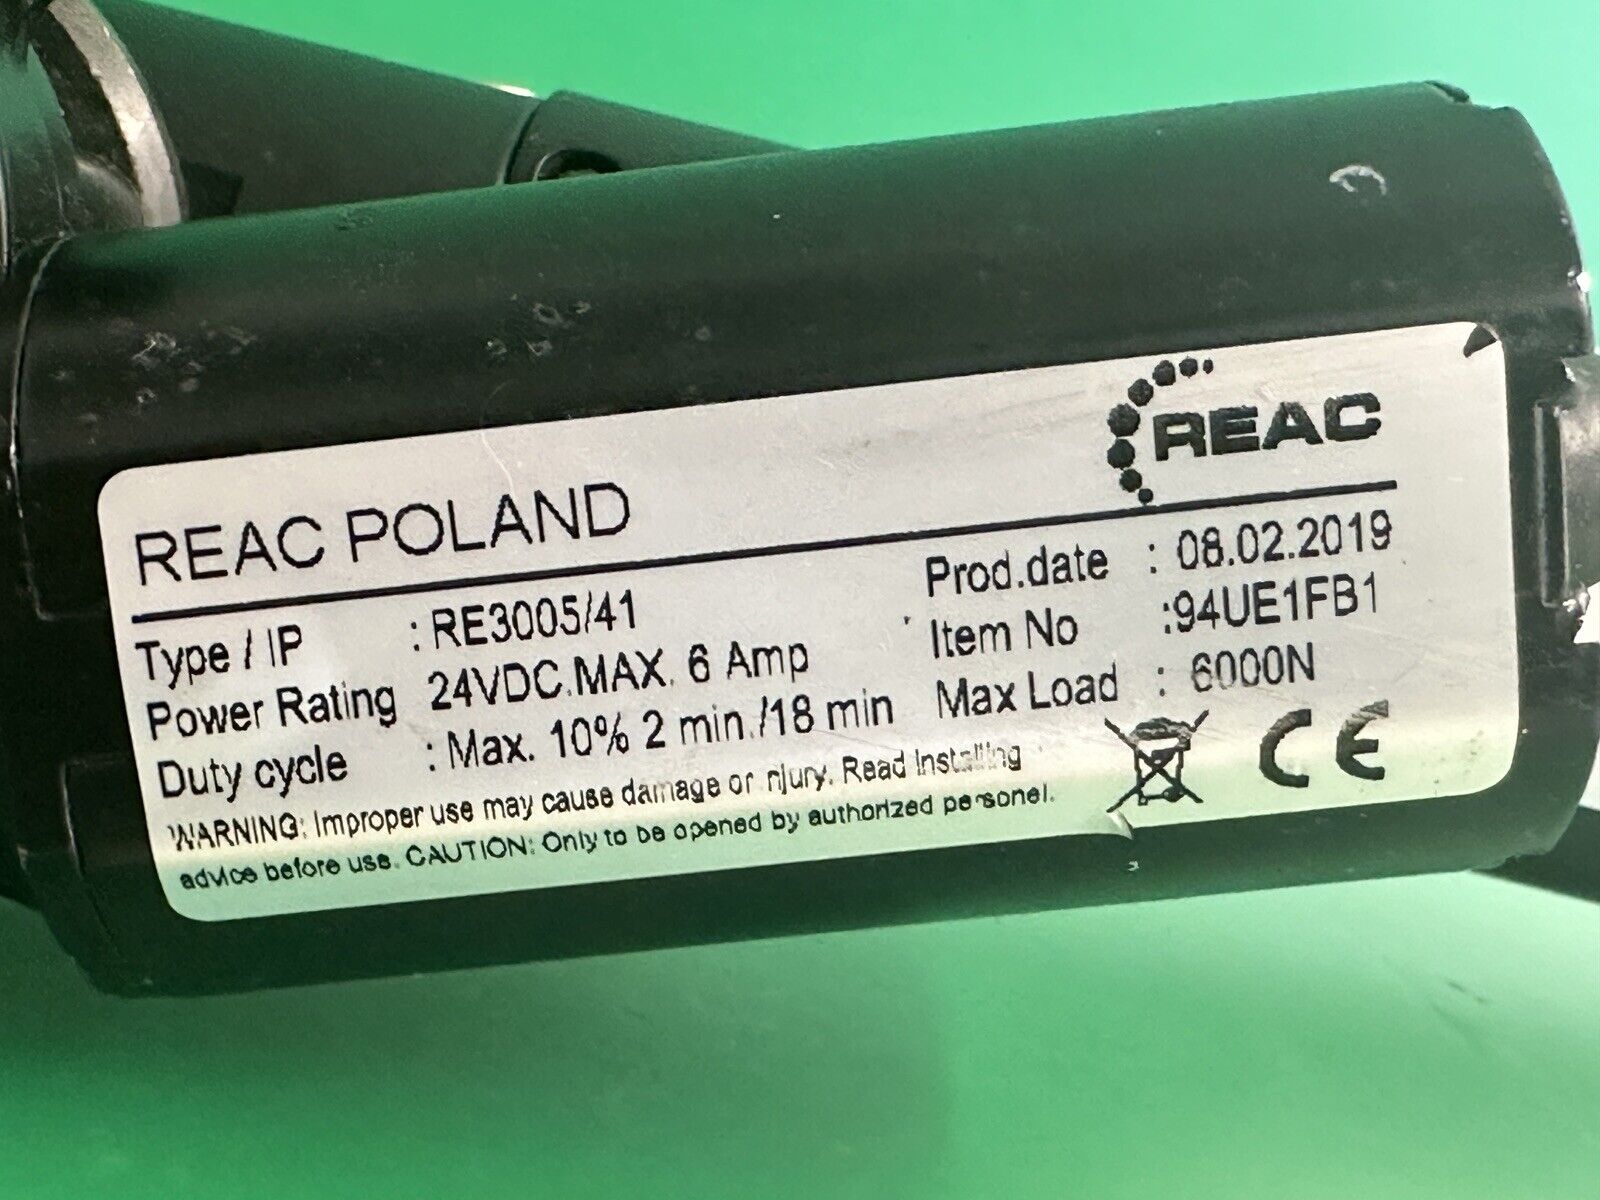 REAC
REAC POLAND
Type / IP : RE3005/41
Power Rating 24VDC.MAX. 6 Amp
Duty cycle : Max. 10% 2 min./18 min
Prod.date : 08.02.2019
Item No :94UE1FB1
Max Load : 6000N
WARNING: Improper use may cause damage or njury. Read Installing
advice before use. CAUTION: Only to be opened by authorized personel.
CE